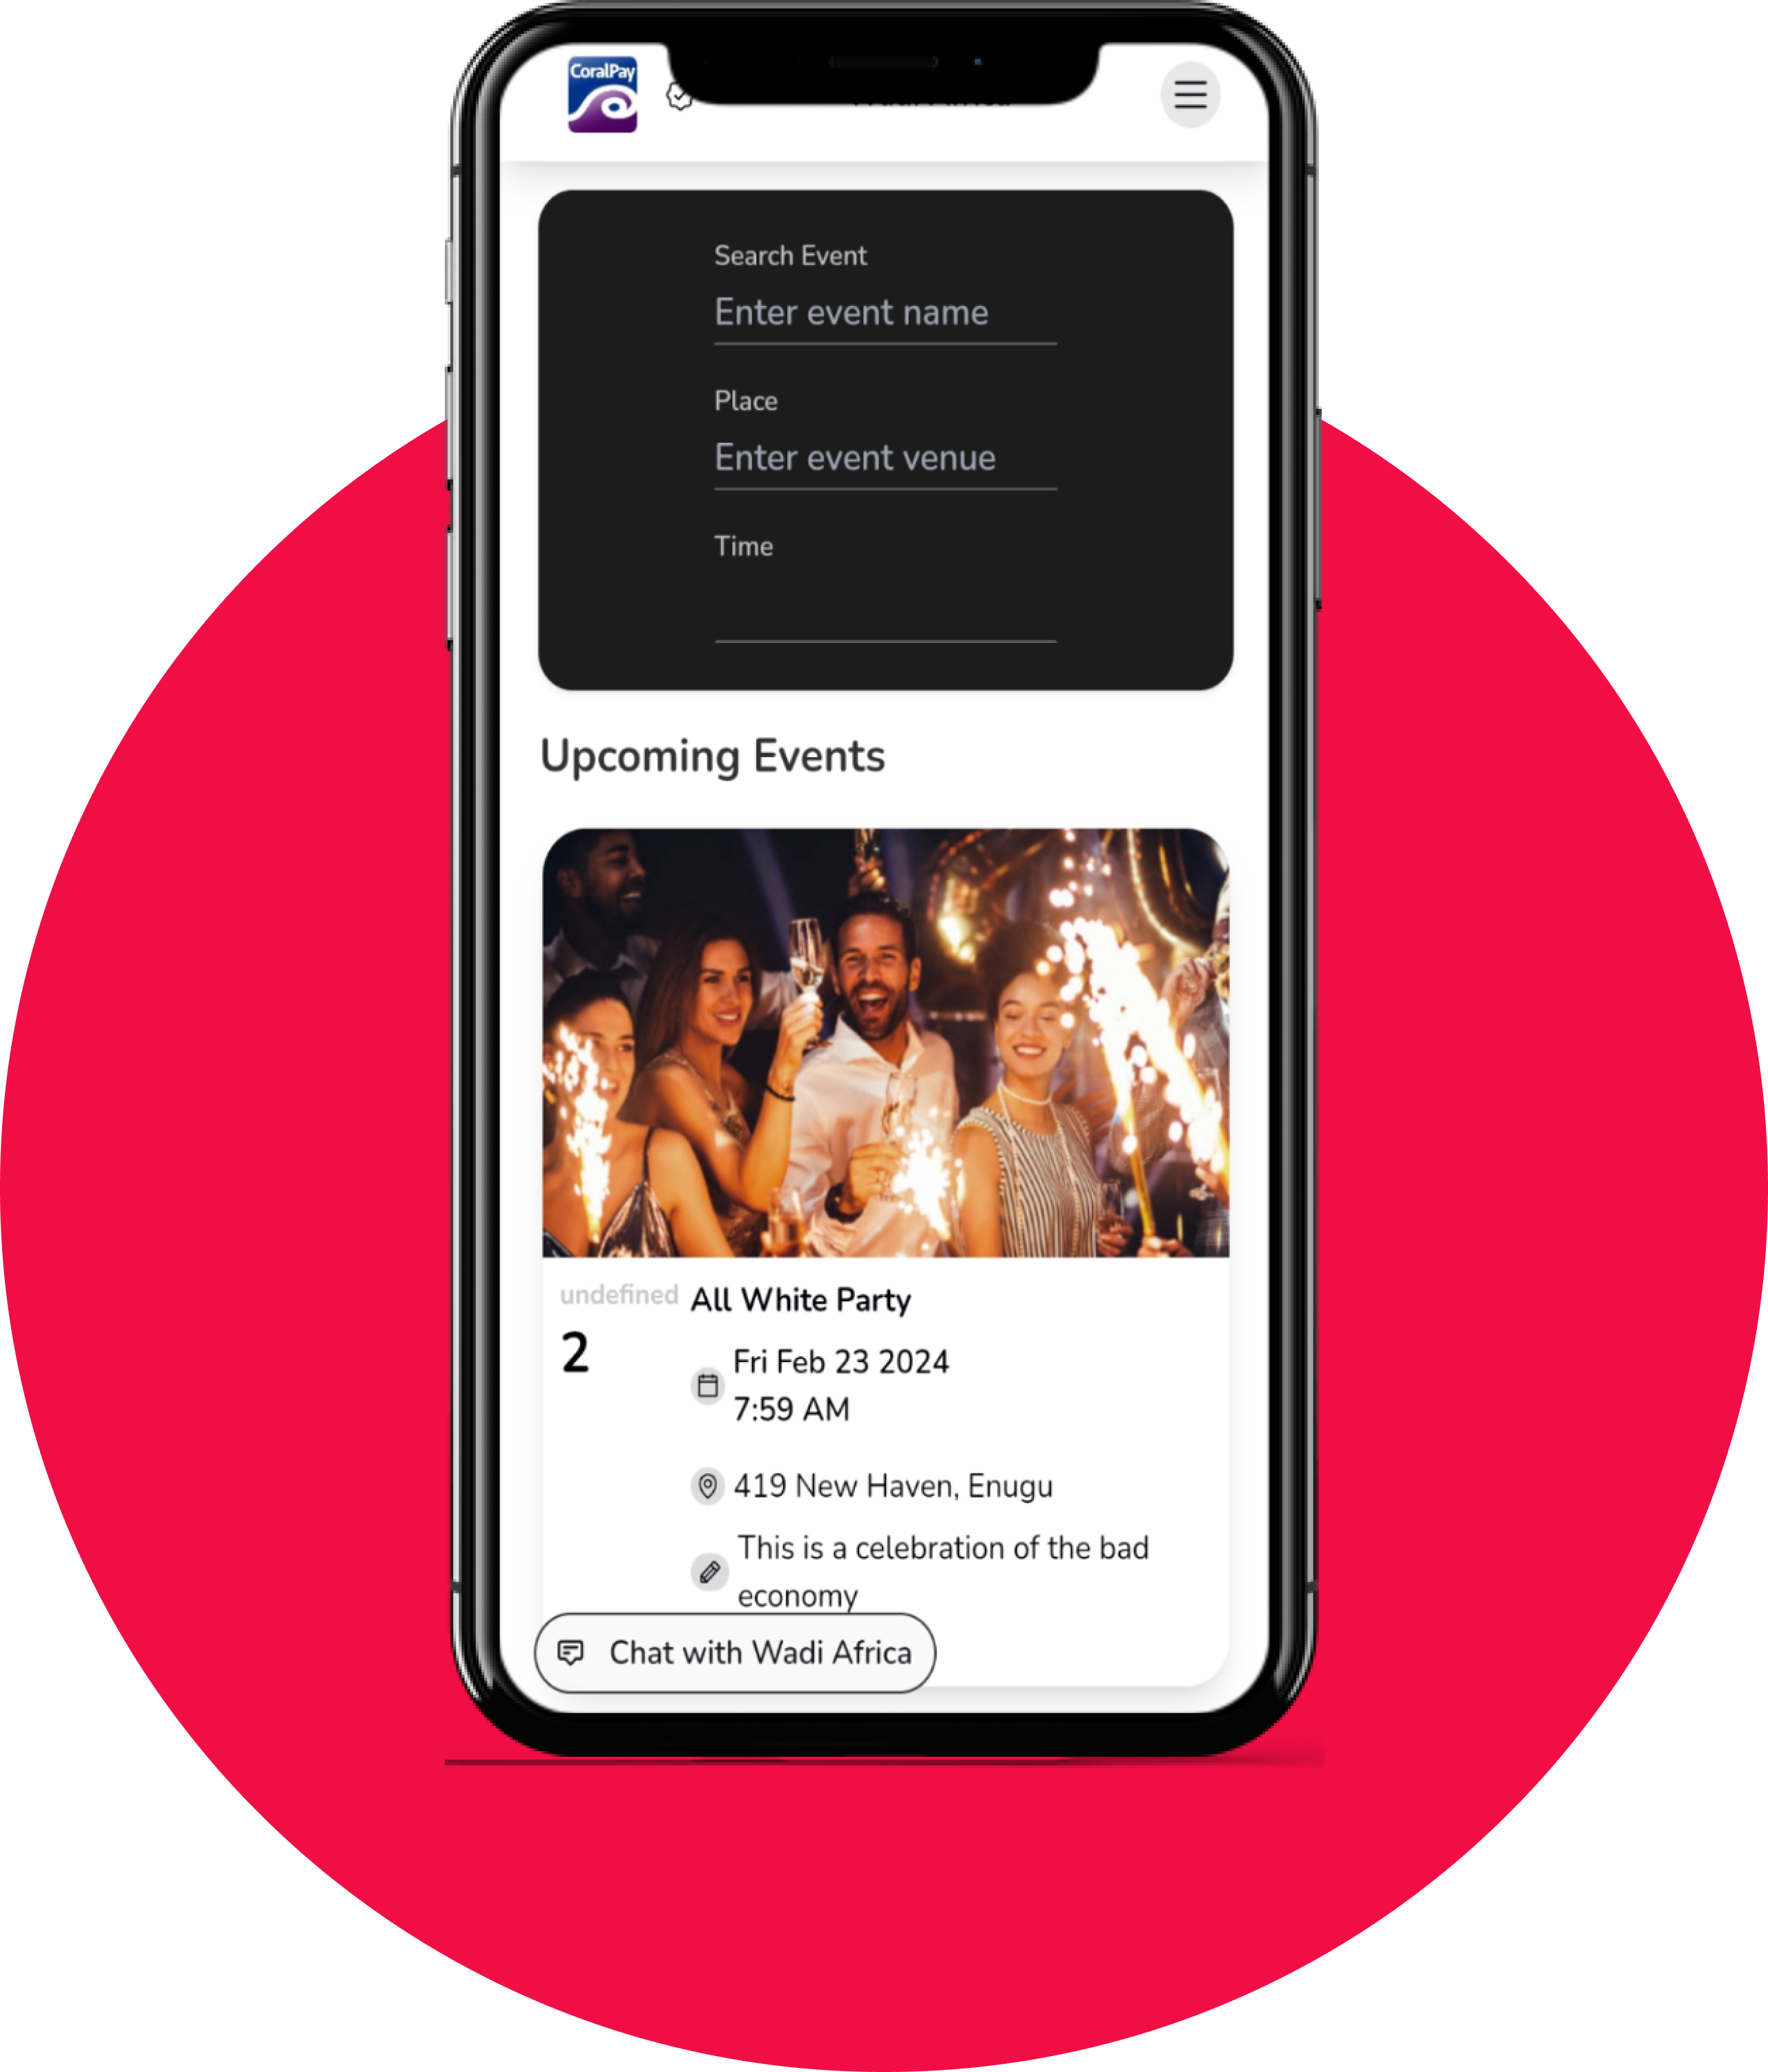 CoralPay
Search Event
Enter event name
Place
Enter event venue
Time
Upcoming Events
undefined
2
All White Party
Fri Feb 23 2024
7:59 AM
419 New Haven, Enugu
This is a celebration of the bad
economy
Chat with Wadi Africa